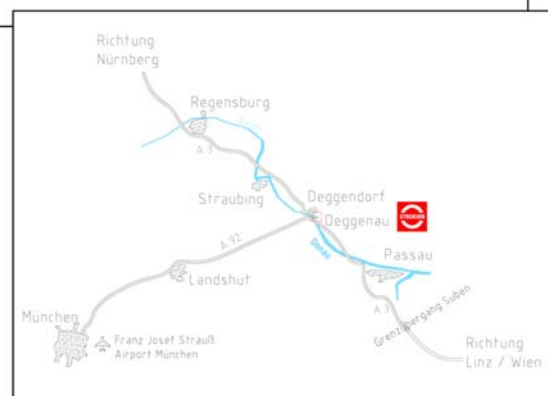 Richtung
Nürnberg
Regensburg
A 3
Straubing
Deggendorf
Deggenau
Donau
A 92
Passau
Landshut
A 3
Grenzübergang Suben
München
Franz Josef Strauß
Airport München
Richtung
Linz / Wien